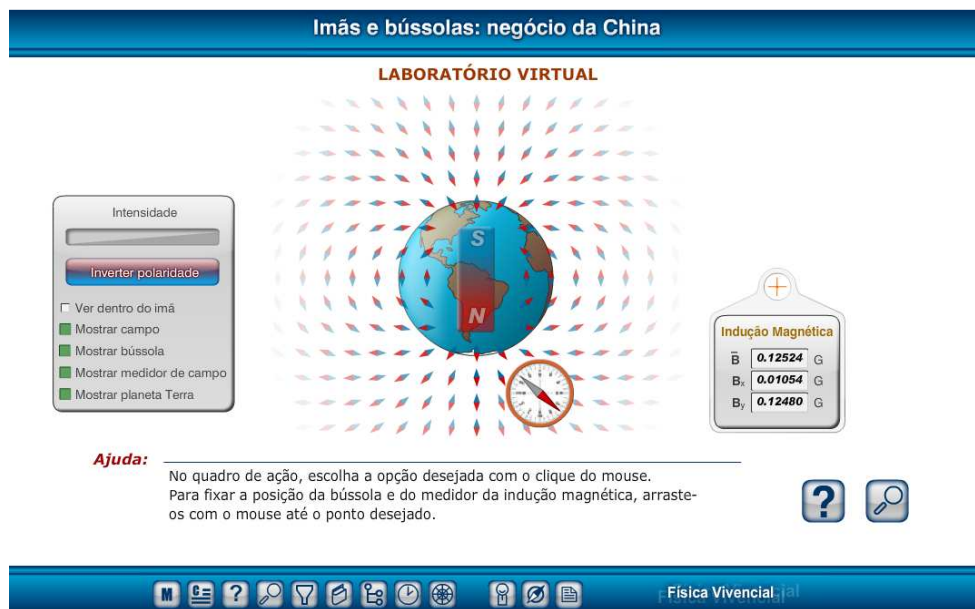 Imãs e bússolas: negócio da China
LABORATÓRIO VIRTUAL
Intensidade
Inverter polaridade
Ver dentro do imã
Mostrar campo
Mostrar bússola
Mostrar medidor de campo
Mostrar planeta Terra
S
N
Indução Magnética
B̄ 0.12524 G
Bx 0.01054 G
By 0.12480 G
Ajuda:
No quadro de ação, escolha a opção desejada com o clique do mouse.
Para fixar a posição da bússola e do medidor da indução magnética, arraste-
os com o mouse até o ponto desejado.
?
M C ? Física Vivencial